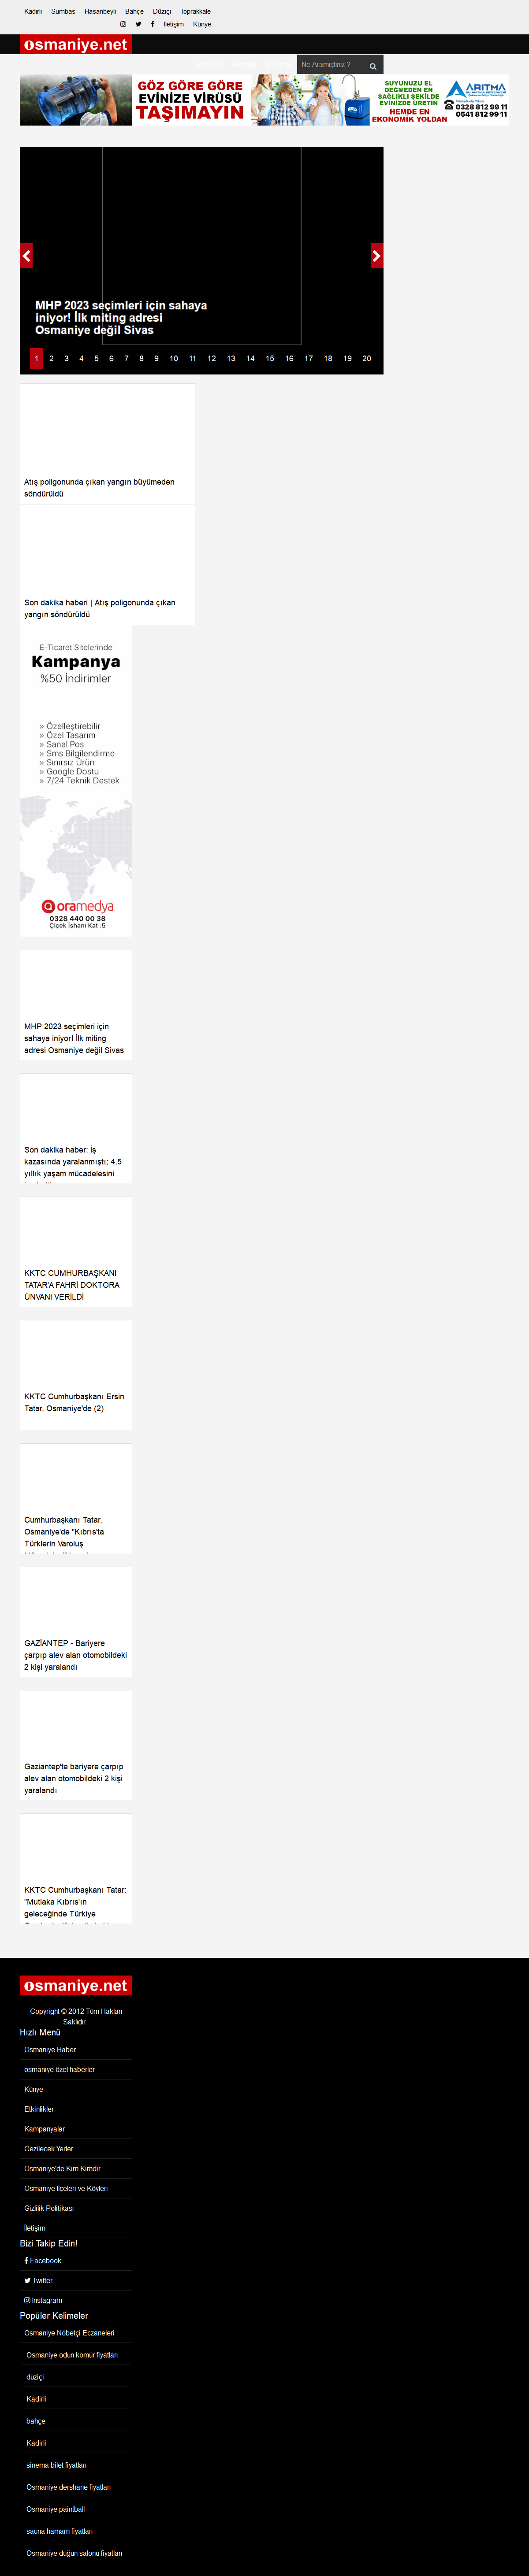 Kadirli Sumbas Hasanbeyli Bahçe Düziçi Toprakkale
İletişim Künye
osmaniye.net
Ne Aramıştınız ?
GÖZ GÖRE GÖRE
EVİNİZE VİRÜSÜ
TAŞIMAYIN
SUYUNUZU EL
DEĞMEDEN EN
SAĞLIKLI ŞEKİLDE
EVİNİZDE ÜRETİN
HEMDE EN
EKONOMİK YOLDAN
ARITMA
0328 812 99 11
0541 812 99 11
MHP 2023 seçimleri için sahaya
iniyor! İlk miting adresi
Osmaniye değil Sivas
1 2 3 4 5 6 7 8 9 10 11 12 13 14 15 16 17 18 19 20
Atış poligonunda çıkan yangın büyümeden
söndürüldü
Son dakika haberi | Atış poligonunda çıkan
yangın söndürüldü
E-Ticaret Sitelerinde
Kampanya
%50 İndirimler
» Özelleştirebilir
» Özel Tasarım
» Sanal Pos
» Sms Bilgilendirme
» Sınırsız Ürün
» Google Dostu
» 7/24 Teknik Destek
oramedya
0328 440 00 38
Çiçek İşhanı Kat :5
MHP 2023 seçimleri için
sahaya iniyor! İlk miting
adresi Osmaniye değil Sivas
Son dakika haber: İş
kazasında yaralanmıştı; 4,5
yıllık yaşam mücadelesini
KKTC CUMHURBAŞKANI
TATAR'A FAHRİ DOKTORA
ÜNVANI VERİLDİ
KKTC Cumhurbaşkanı Ersin
Tatar, Osmaniye'de (2)
Cumhurbaşkanı Tatar,
Osmaniye'de "Kıbrıs'ta
Türklerin Varoluş
GAZİANTEP - Bariyere
çarpıp alev alan otomobildeki
2 kişi yaralandı
Gaziantep'te bariyere çarpıp
alev alan otomobildeki 2 kişi
yaralandı
KKTC Cumhurbaşkanı Tatar:
"Mutlaka Kıbrıs'ın
geleceğinde Türkiye
osmaniye.net
Copyright © 2012 Tüm Hakları
Saklıdır.
Hızlı Menü
Osmaniye Haber
osmaniye özel haberler
Künye
Etkinlikler
Kampanyalar
Gezilecek Yerler
Osmaniye'de Kim Kimdir
Osmaniye İlçeleri ve Köyleri
Gizlilik Politikası
İletişim
Bizi Takip Edin!
Facebook
Twitter
Instagram
Popüler Kelimeler
Osmaniye Nöbetçi Eczaneleri
Osmaniye odun kömür fiyatları
düziçi
Kadirli
bahçe
Kadirli
sinema bilet fiyatları
Osmaniye dershane fiyatları
Osmaniye paintball
sauna hamam fiyatları
Osmaniye düğün salonu fiyatları